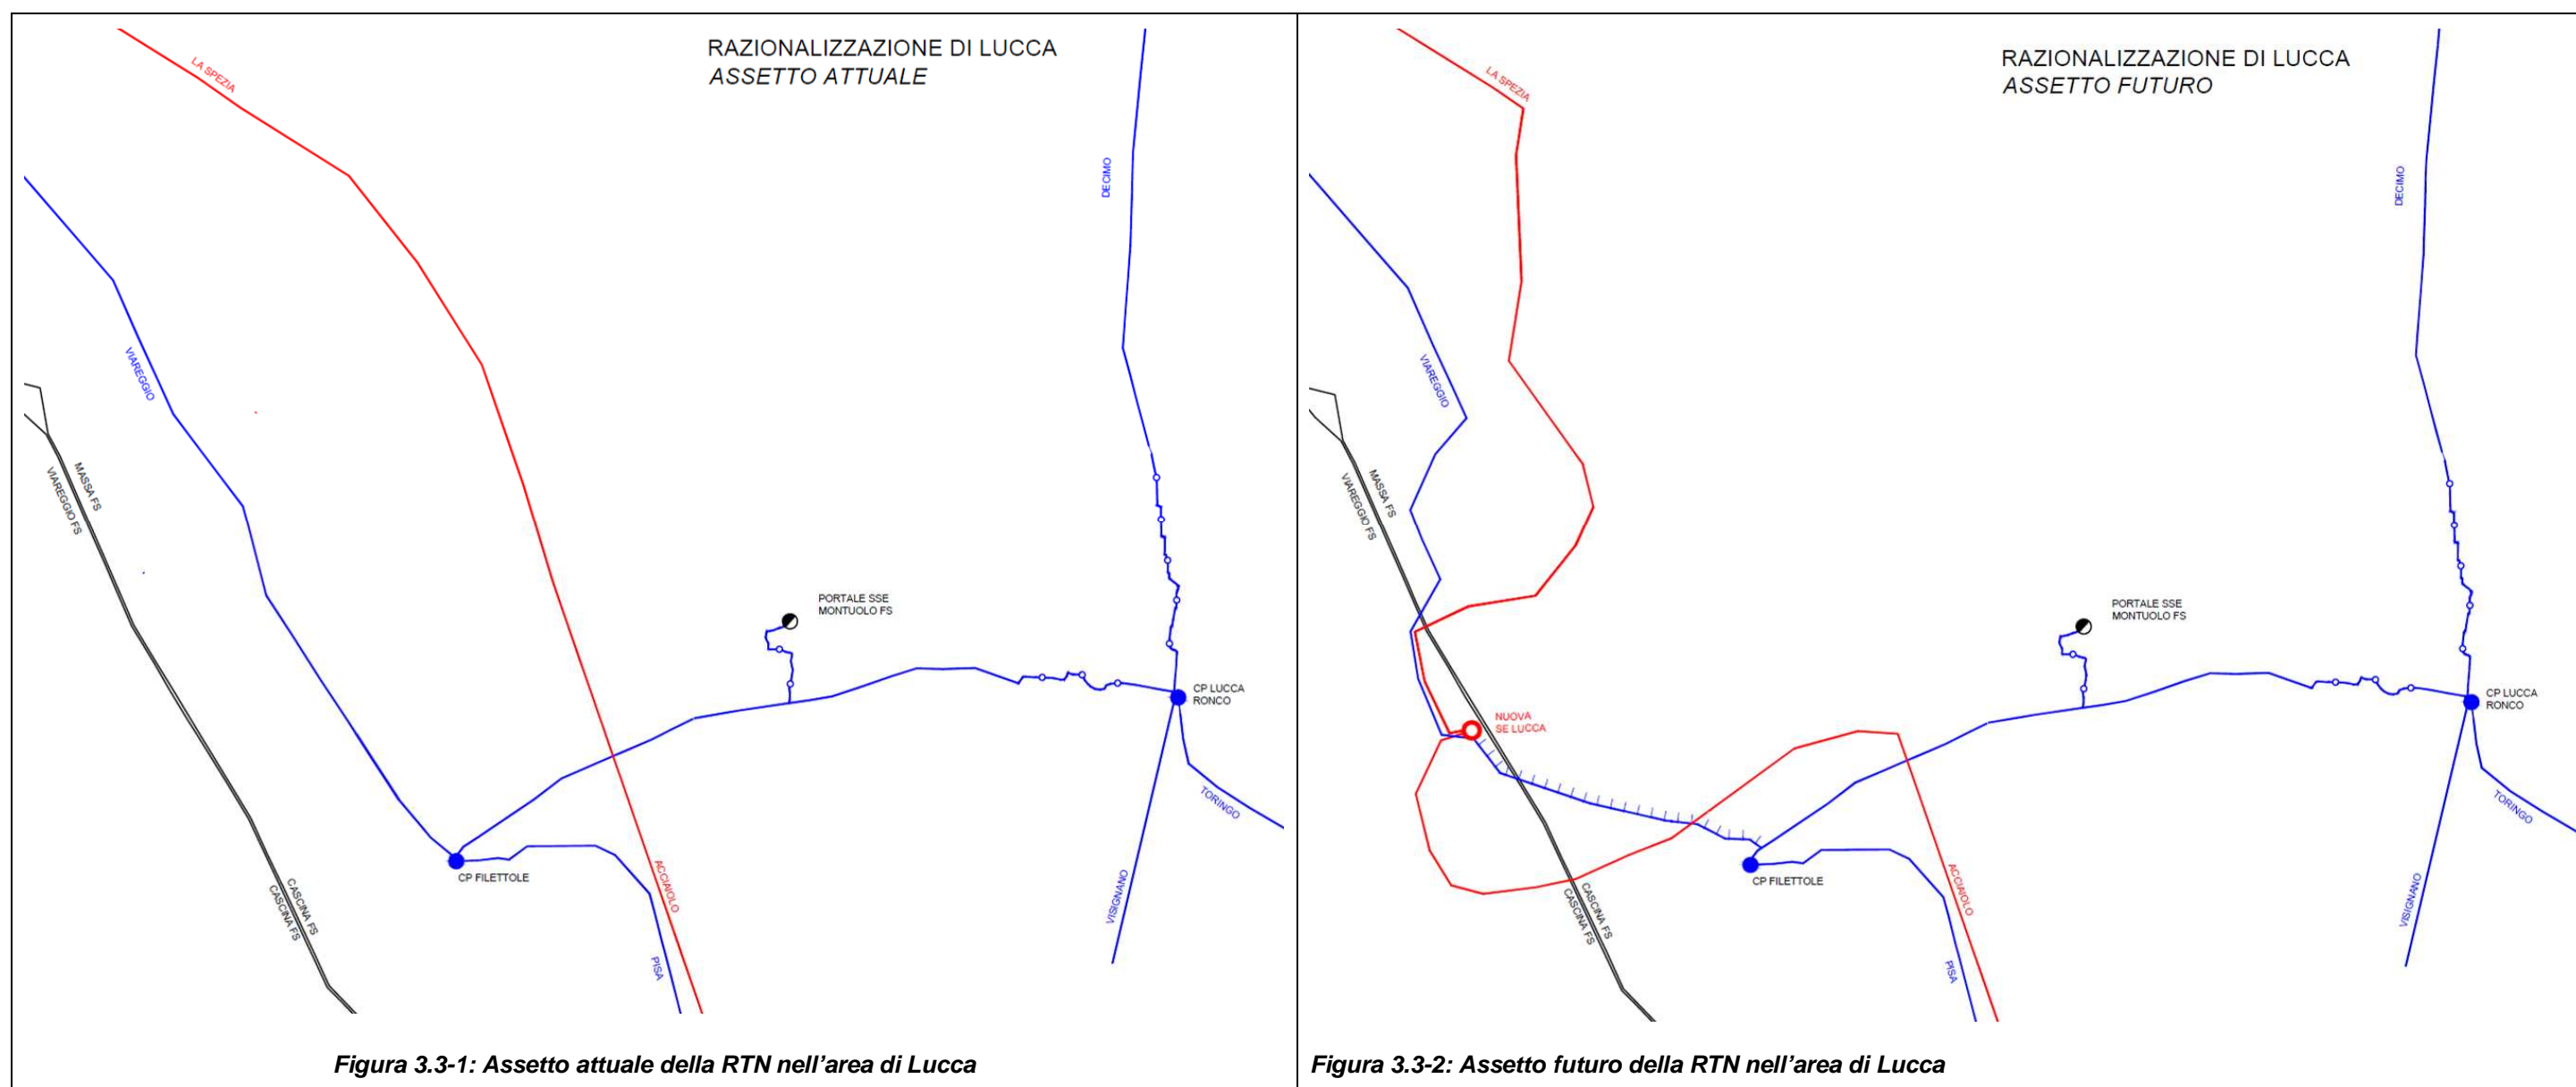 RAZIONALIZZAZIONE DI LUCCA
ASSETTO ATTUALE
LA SPEZIA
DECIMO
VIAREGGIO
MASSA FS
VIAREGGIO FS
PORTALE SSE
MONTUOLO FS
CP LUCCA
RONCO
TORINGO
ACCIAIOLO
CP FILETTOLE
CASCINA FS
CASCINA FS
VISIGNANO
PISA
Figura 3.3-1: Assetto attuale della RTN nell'area di Lucca
RAZIONALIZZAZIONE DI LUCCA
ASSETTO FUTURO
LA SPEZIA
DECIMO
VIAREGGIO
MASSA FS
VIAREGGIO FS
PORTALE SSE
MONTUOLO FS
CP LUCCA
RONCO
NUOVA
SE LUCCA
TORINGO
ACCIAIOLO
CP FILETTOLE
CASCINA FS
CASCINA FS
VISIGNANO
PISA
Figura 3.3-2: Assetto futuro della RTN nell'area di Lucca